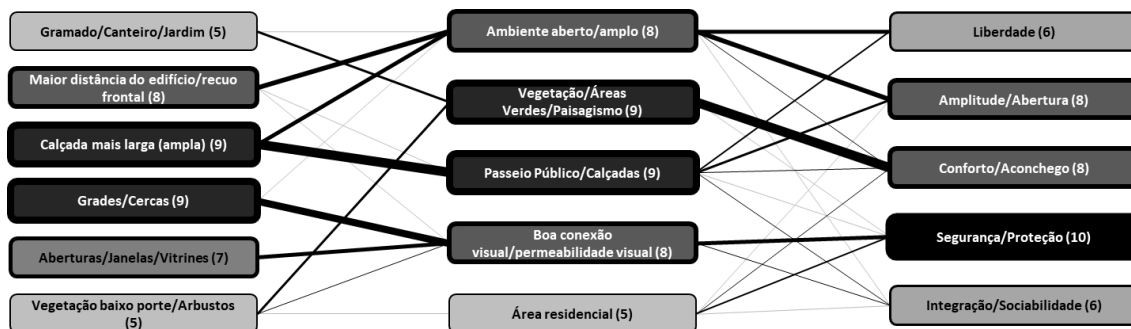 Gramado/Canteiro/Jardim (5)
Maior distância do edifício/recuo
frontal (8)
Calçada mais larga (ampla) (9)
Grades/Cercas (9)
Aberturas/Janelas/Vitrines (7)
Vegetação baixo porte/Arbustos
(5)
Ambiente aberto/amplo (8)
Vegetação/Áreas
Verdes/Paisagismo (9)
Passeio Público/Calçadas (9)
Boa conexão
visual/permeabilidade visual (8)
Área residencial (5)
Liberdade (6)
Amplitude/Abertura (8)
Conforto/Aconchego (8)
Segurança/Proteção (10)
Integração/Sociabilidade (6)